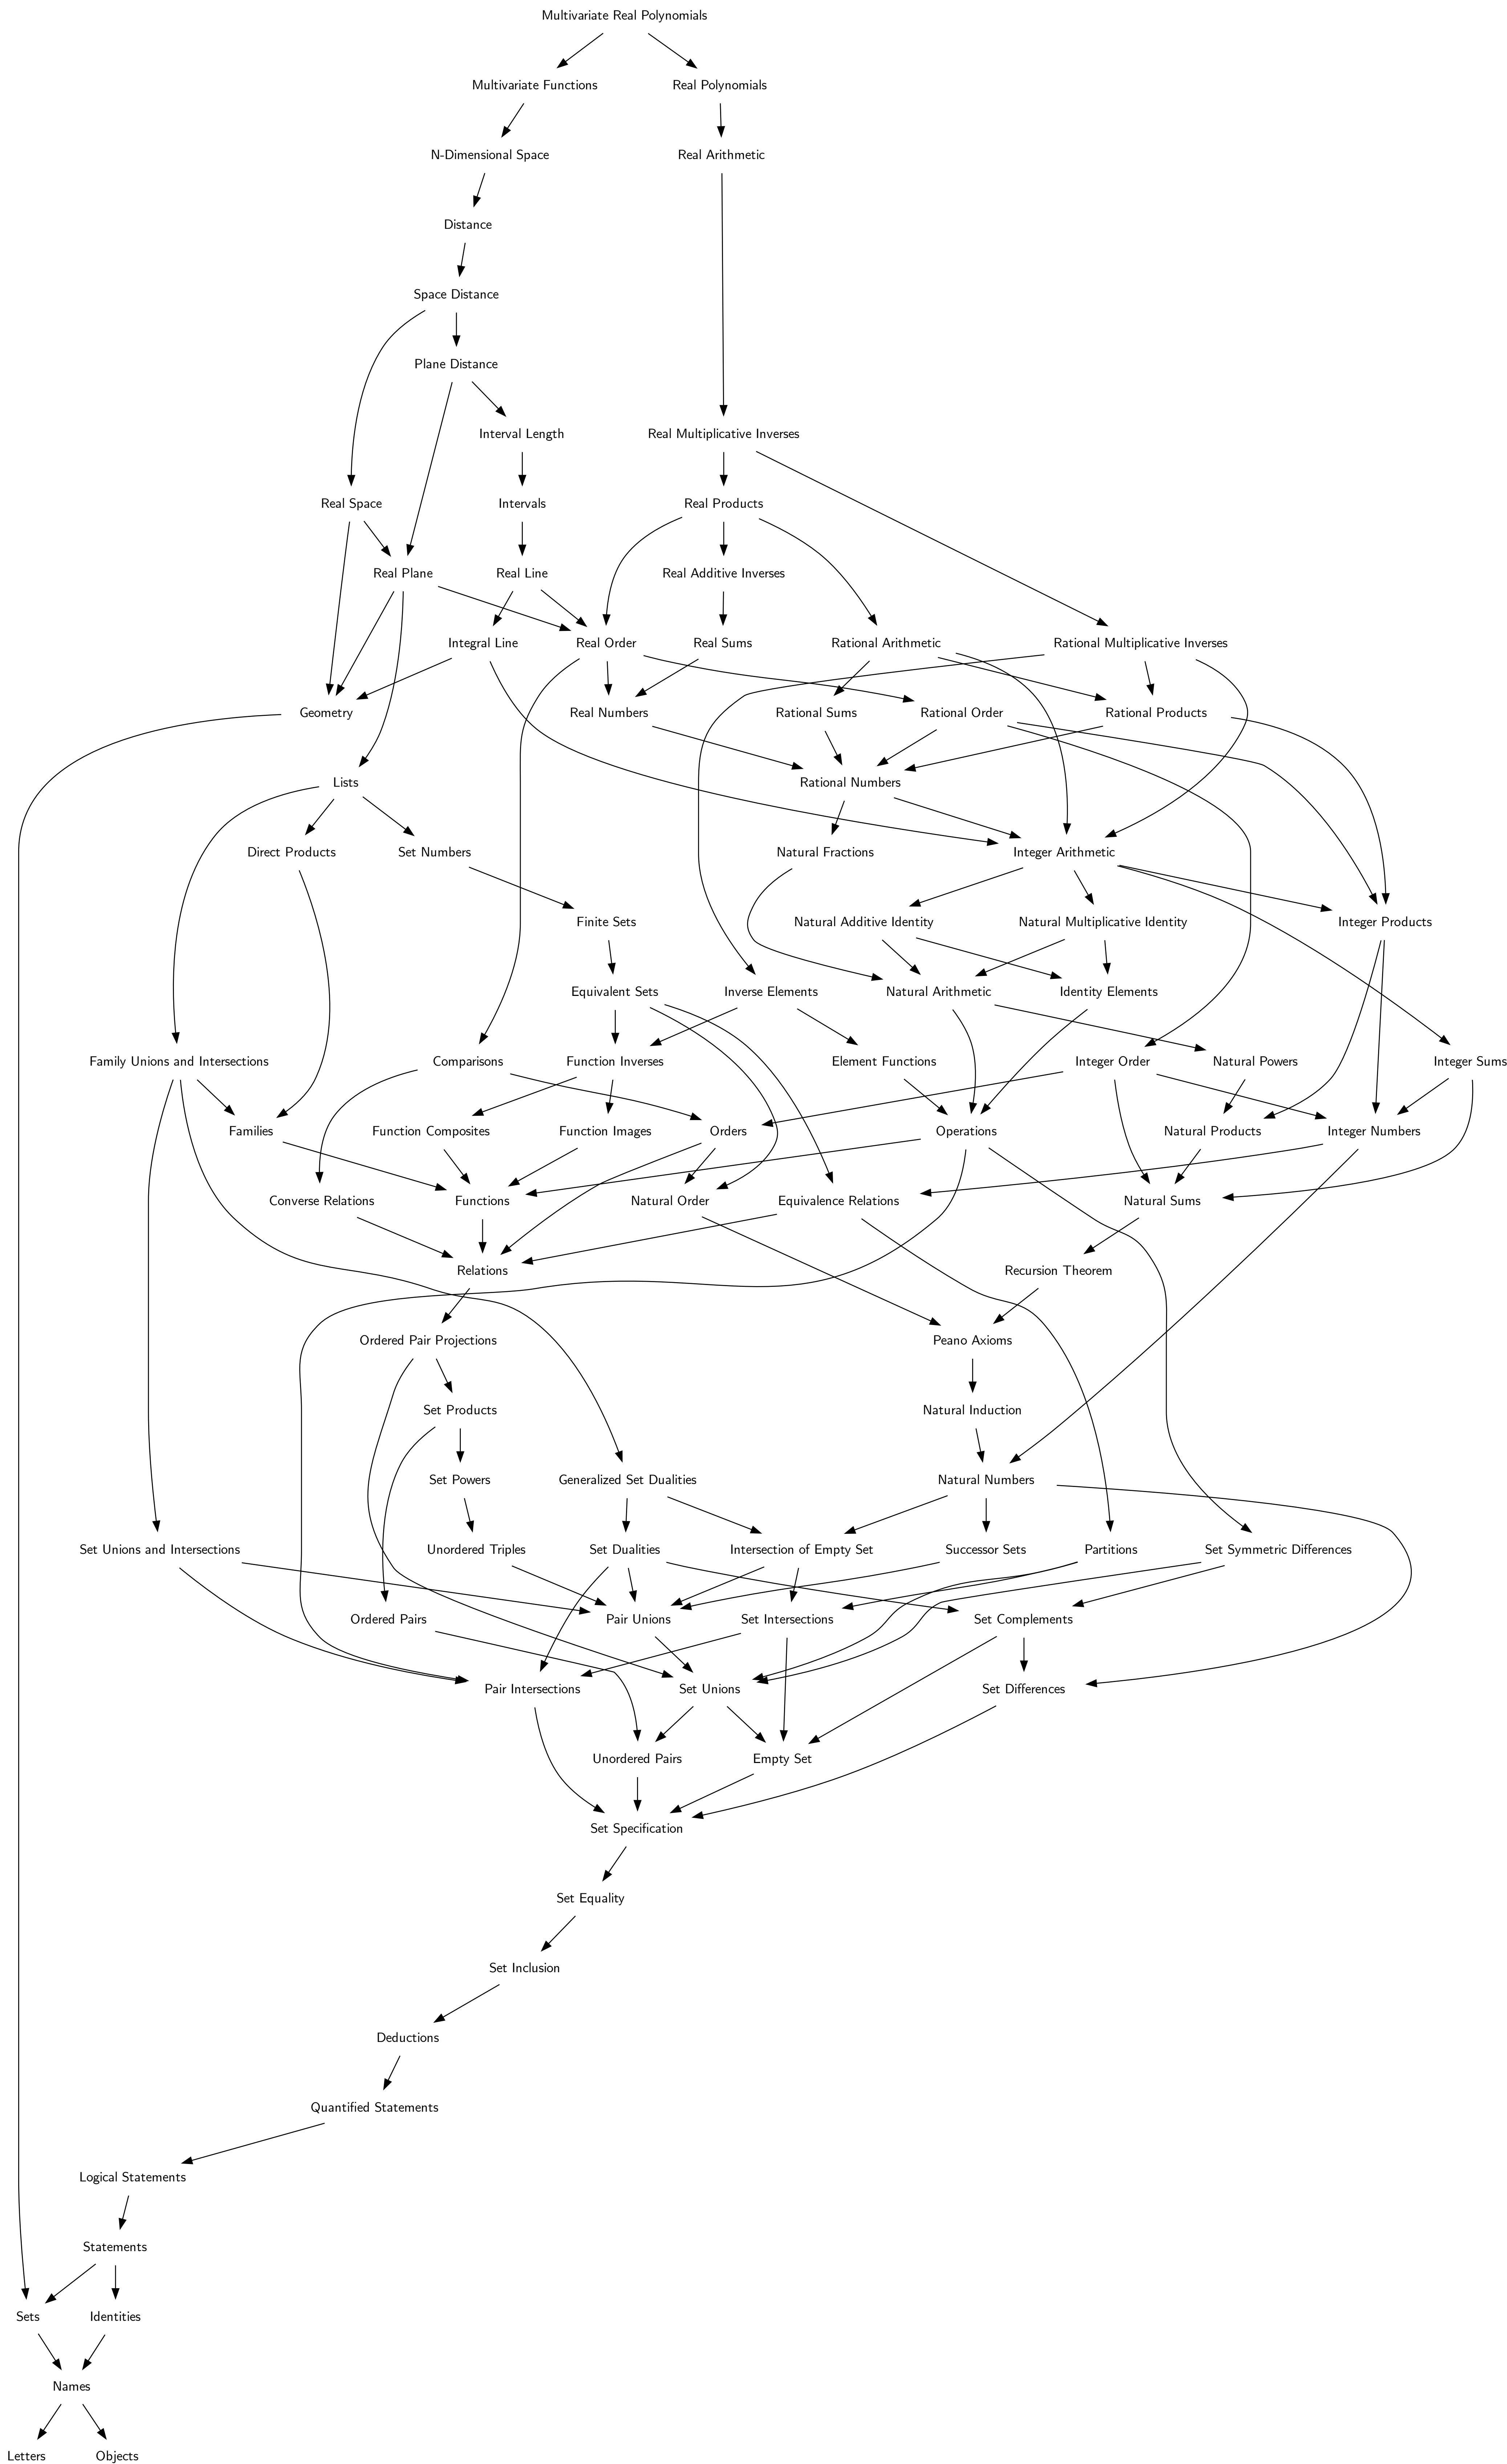 Multivariate Real Polynomials
Multivariate Functions
Real Polynomials
N-Dimensional Space
Real Arithmetic
Distance
Space Distance
Plane Distance
Interval Length
Real Multiplicative Inverses
Real Space
Intervals
Real Products
Real Plane
Real Line
Real Additive Inverses
Integral Line
Real Order
Real Sums
Rational Arithmetic
Rational Multiplicative Inverses
Geometry
Real Numbers
Rational Sums
Rational Order
Rational Products
Lists
Rational Numbers
Direct Products
Set Numbers
Natural Fractions
Integer Arithmetic
Finite Sets
Natural Additive Identity
Natural Multiplicative Identity
Integer Products
Equivalent Sets
Inverse Elements
Natural Arithmetic
Identity Elements
Family Unions and Intersections
Comparisons
Function Inverses
Element Functions
Integer Order
Natural Powers
Integer Sums
Families
Function Composites
Function Images
Orders
Operations
Natural Products
Integer Numbers
Converse Relations
Functions
Natural Order
Equivalence Relations
Natural Sums
Relations
Recursion Theorem
Ordered Pair Projections
Peano Axioms
Set Products
Natural Induction
Set Powers
Generalized Set Dualities
Natural Numbers
Set Unions and Intersections
Unordered Triples
Set Dualities
Intersection of Empty Set
Successor Sets
Partitions
Set Symmetric Differences
Ordered Pairs
Pair Unions
Set Intersections
Set Complements
Pair Intersections
Set Unions
Set Differences
Unordered Pairs
Empty Set
Set Specification
Set Equality
Set Inclusion
Deductions
Quantified Statements
Logical Statements
Statements
Sets
Identities
Names
Letters
Objects